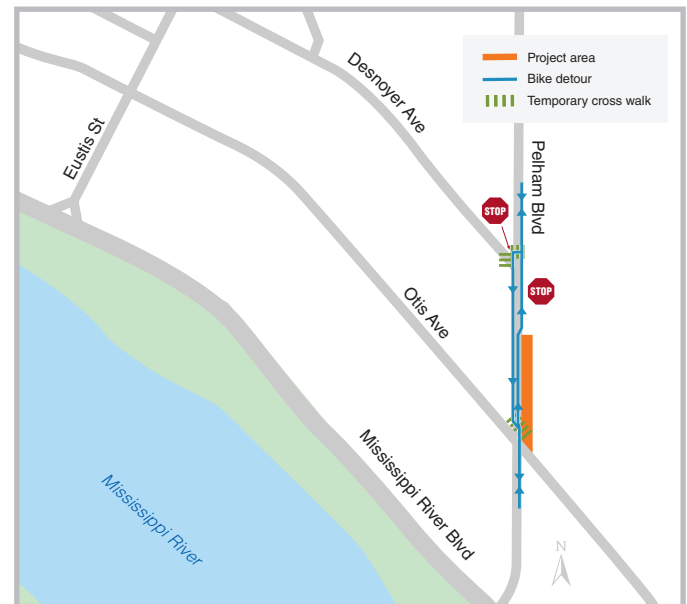 Project area
Bike detour
Temporary cross walk
Desnoyer Ave
Eustis St
Pelham Blvd
STOP
STOP
Otis Ave
Mississippi River Blvd
Mississippi River
N